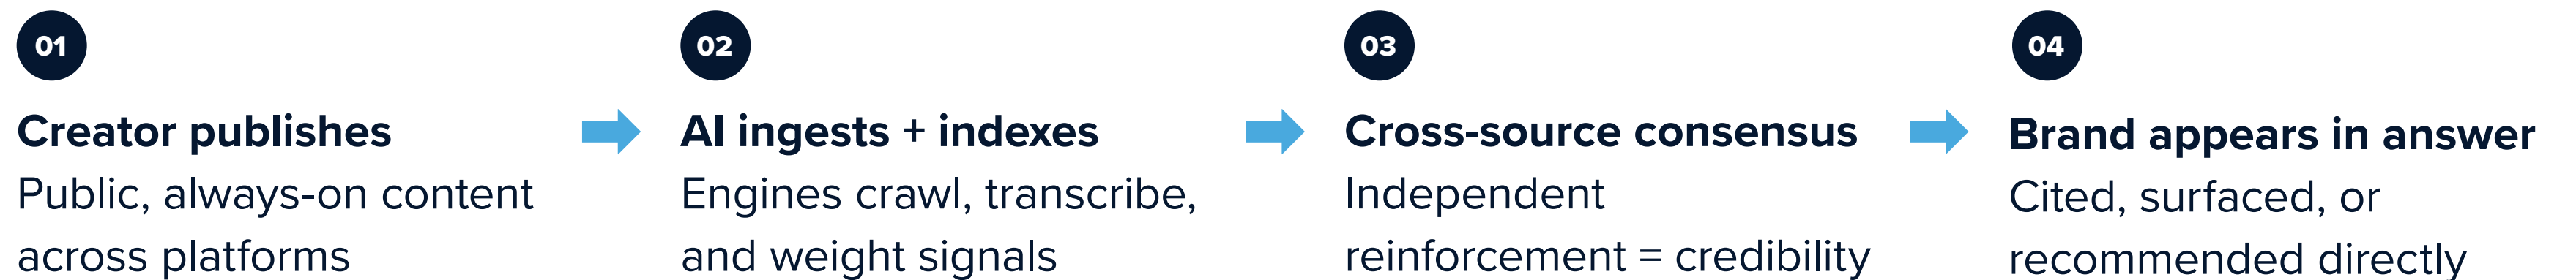 01
Creator publishes
Public, always-on content
across platforms
02
AI ingests + indexes
Engines crawl, transcribe,
and weight signals
03
Cross-source consensus
Independent
reinforcement = credibility
04
Brand appears in answer
Cited, surfaced, or
recommended directly